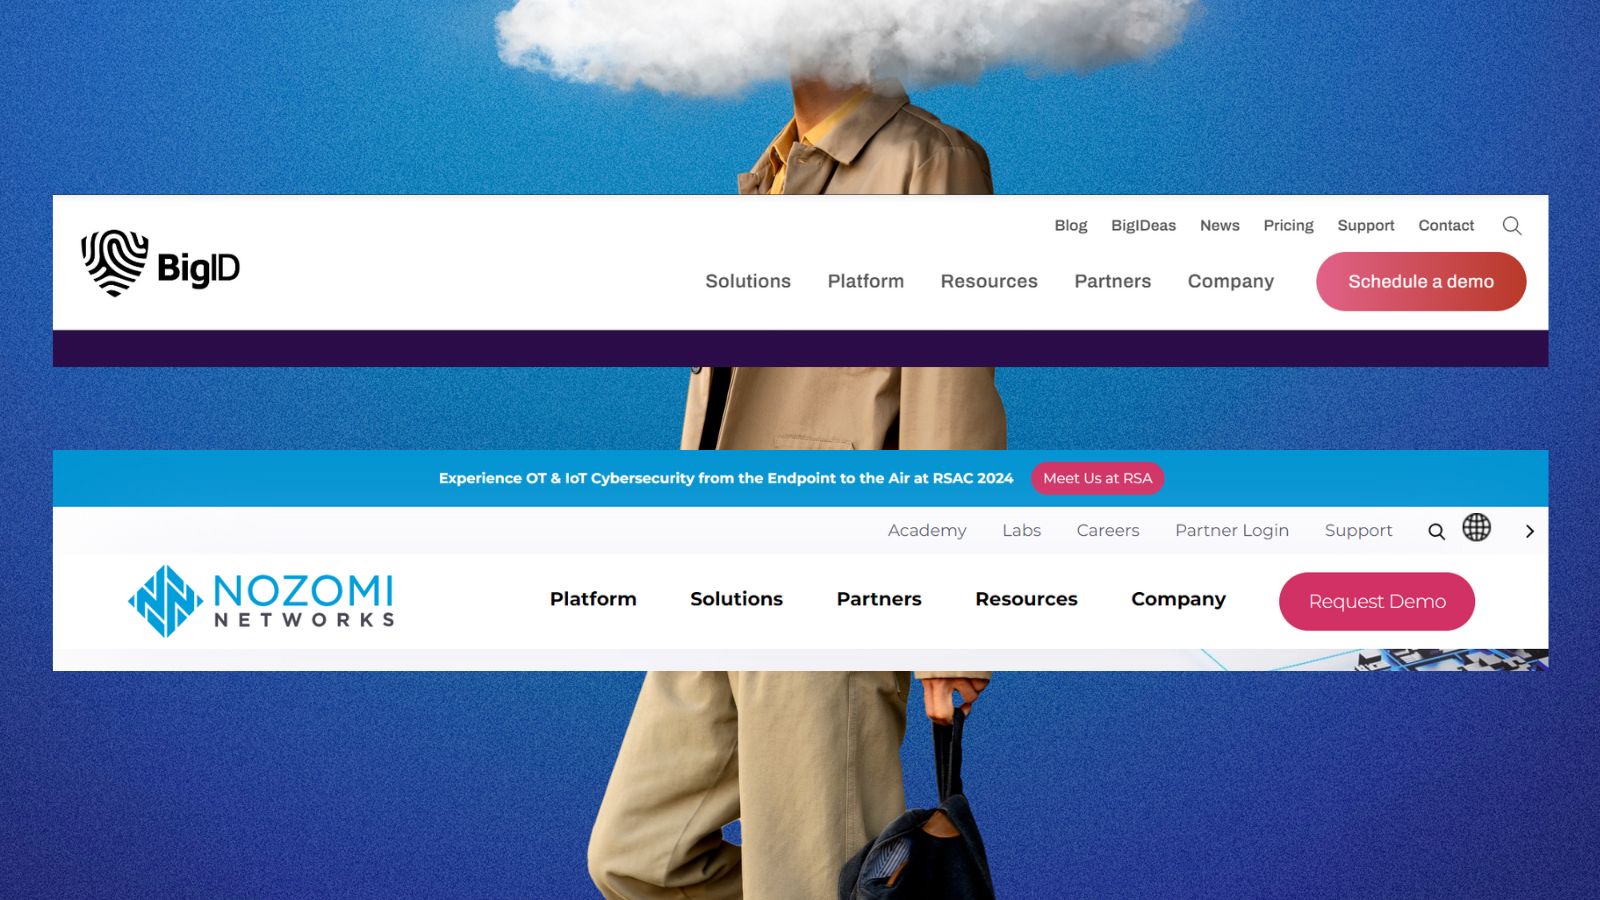 Blog BigIDeas News Pricing Support Contact
BigID
Solutions Platform Resources Partners Company Schedule a demo
Experience OT & IoT Cybersecurity from the Endpoint to the Air at RSAC 2024 Meet Us at RSA
Academy Labs Careers Partner Login Support
NOZOMI
NETWORKS
Platform Solutions Partners Resources Company Request Demo